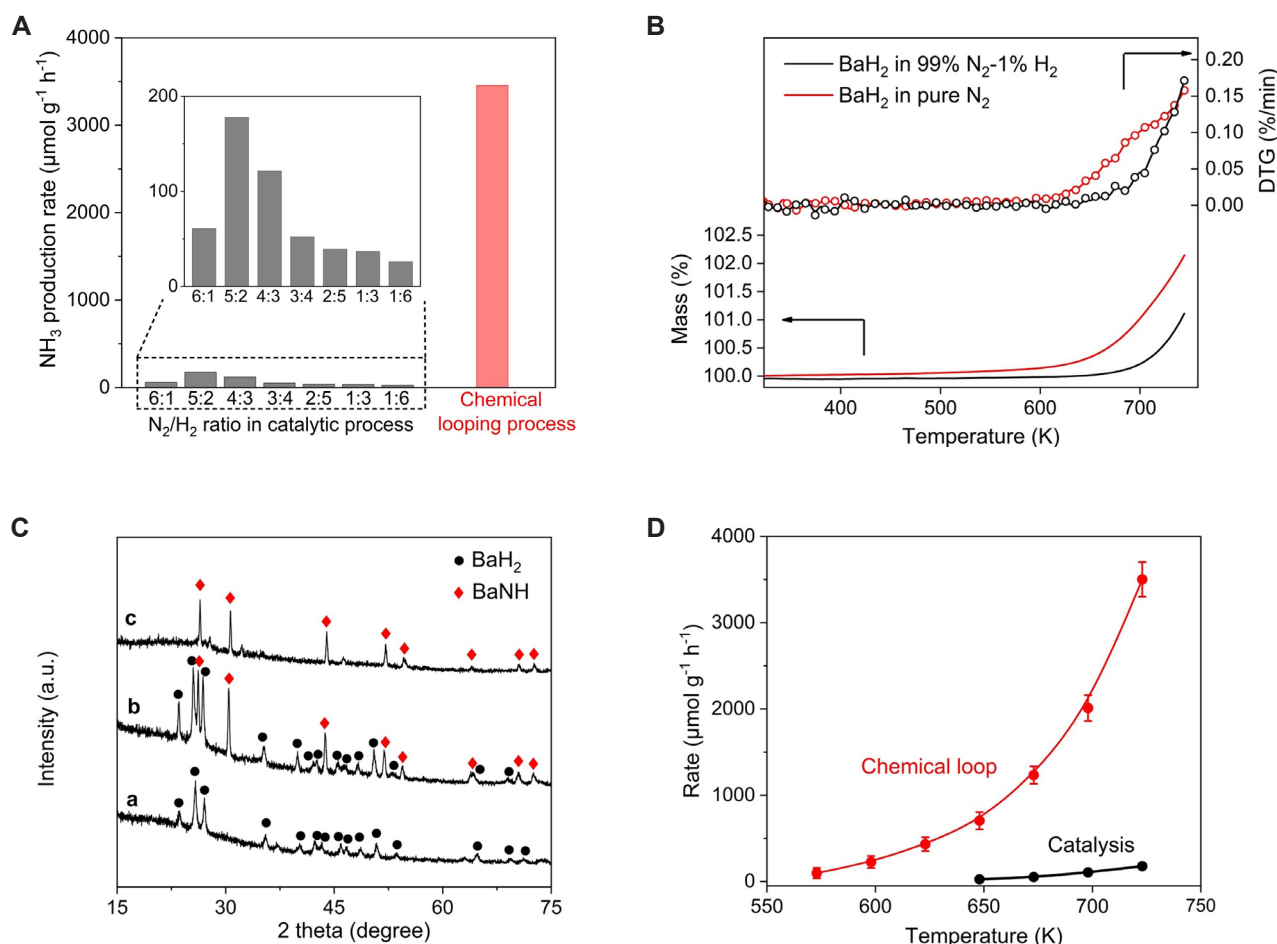 A
NH3 production rate (μmol g-1 h-1)
4000
3500
3000
2000
1000
0
200
100
0
6:1 5:2 4:3 3:4 2:5 1:3 1:6
6:1 5:2 4:3 3:4 2:5 1:3 1:6
N2/H2 ratio in catalytic process
Chemical
looping process
B
BaH2 in 99% N2-1% H2
BaH2 in pure N2
0.20
0.15
0.10
0.05
0.00
DTG (%/min)
102.5
102.0
101.5
101.0
100.5
100.0
Mass (%)
400 500 600 700
Temperature (K)
C
BaH2
BaNH
c
b
a
Intensity (a.u.)
15 30 45 60 75
2 theta (degree)
D
4000
3000
2000
1000
0
Rate (μmol g-1 h-1)
Chemical loop
Catalysis
550 600 650 700 750
Temperature (K)